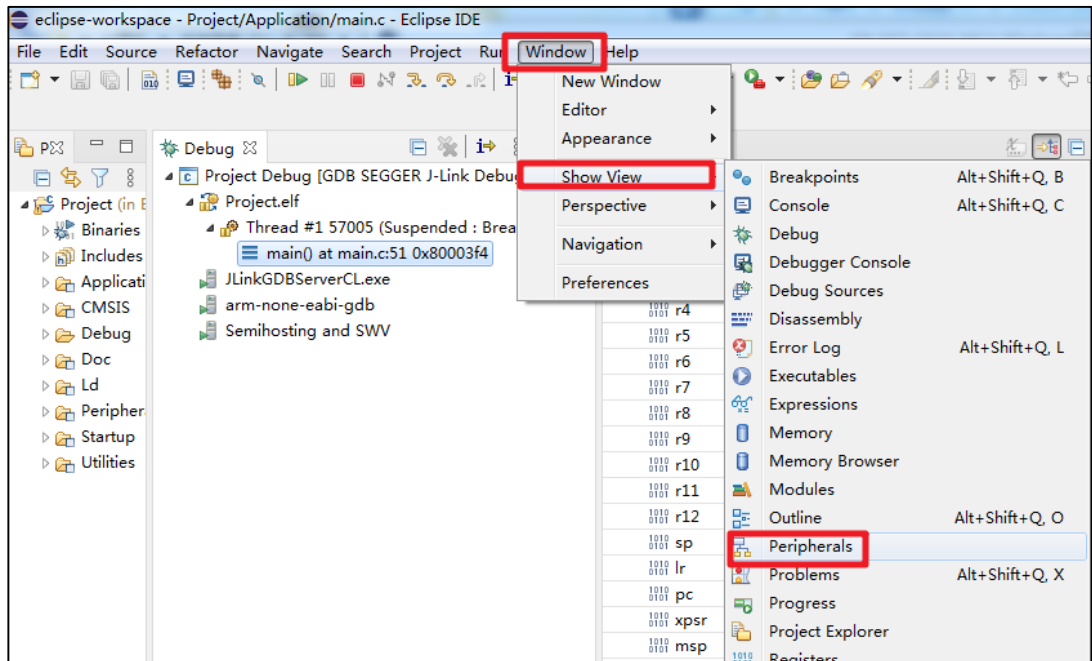 eclipse-workspace - Project/Application/main.c - Eclipse IDE
File Edit Source Refactor Navigate Search Project Ru Window Help
New Window
Editor
Appearance
Show View
Perspective
Navigation
Preferences
P
Project (in E
Binaries
Includes
Applicati
CMSIS
Debug
Doc
Ld
Peripher
Startup
Utilities
Debug
Project Debug [GDB SEGGER J-Link Debu
Project.elf
Thread #1 57005 (Suspended : Brea
main() at main.c:51 0x80003f4
JLinkGDBServerCL.exe
arm-none-eabi-gdb
Semihosting and SWV
r4
r5
r6
r7
r8
r9
r10
r11
r12
sp
lr
pc
xpsr
msp
Breakpoints Alt+Shift+Q, B
Console Alt+Shift+Q, C
Debug
Debugger Console
Debug Sources
Disassembly
Error Log Alt+Shift+Q, L
Executables
Expressions
Memory
Memory Browser
Modules
Outline Alt+Shift+Q, O
Peripherals
Problems Alt+Shift+Q, X
Progress
Project Explorer
Registers